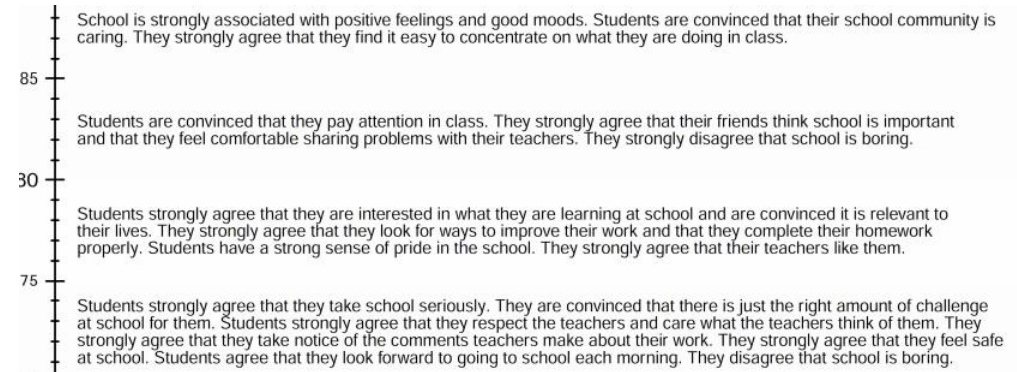 School is strongly associated with positive feelings and good moods. Students are convinced that their school community is
caring. They strongly agree that they find it easy to concentrate on what they are doing in class.
85
Students are convinced that they pay attention in class. They strongly agree that their friends think school is important
and that they feel comfortable sharing problems with their teachers. They strongly disagree that school is boring.
80
Students strongly agree that they are interested in what they are learning at school and are convinced it is relevant to
their lives. They strongly agree that they look for ways to improve their work and that they complete their homework
properly. Students have a strong sense of pride in the school. They strongly agree that their teachers like them.
75
Students strongly agree that they take school seriously. They are convinced that there is just the right amount of challenge
at school for them. Students strongly agree that they respect the teachers and care what the teachers think of them. They
strongly agree that they take notice of the comments teachers make about their work. They strongly agree that they feel safe
at school. Students agree that they look forward to going to school each morning. They disagree that school is boring.